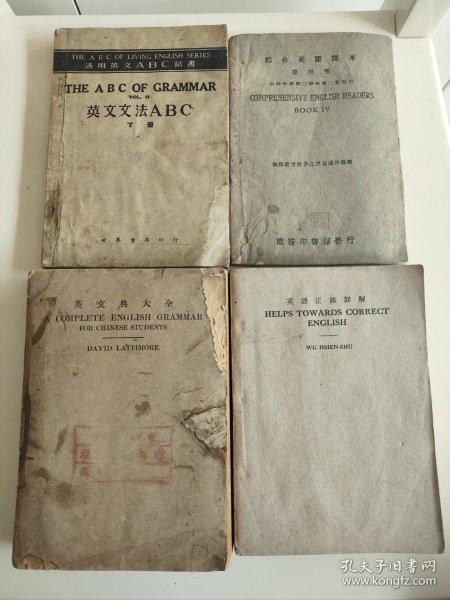 THE A B C OF LIVING ENGLISH SERIES
活用英文ABC叢書
THE A B C OF GRAMMAR
VOL. II
英文文法ABC
下册
世界書局印行
綜合英語課本
第四冊
COMPREHENSIVE ENGLISH READERS
BOOK IV
商務印書館發行
英文典大全
A COMPLETE ENGLISH GRAMMAR
FOR CHINESE STUDENTS
DAVID LATTIMORE
英語正誤詳解
HELPS TOWARDS CORRECT
ENGLISH
WU HSIEN-SHU
孔夫子旧书网
www.kongfz.com